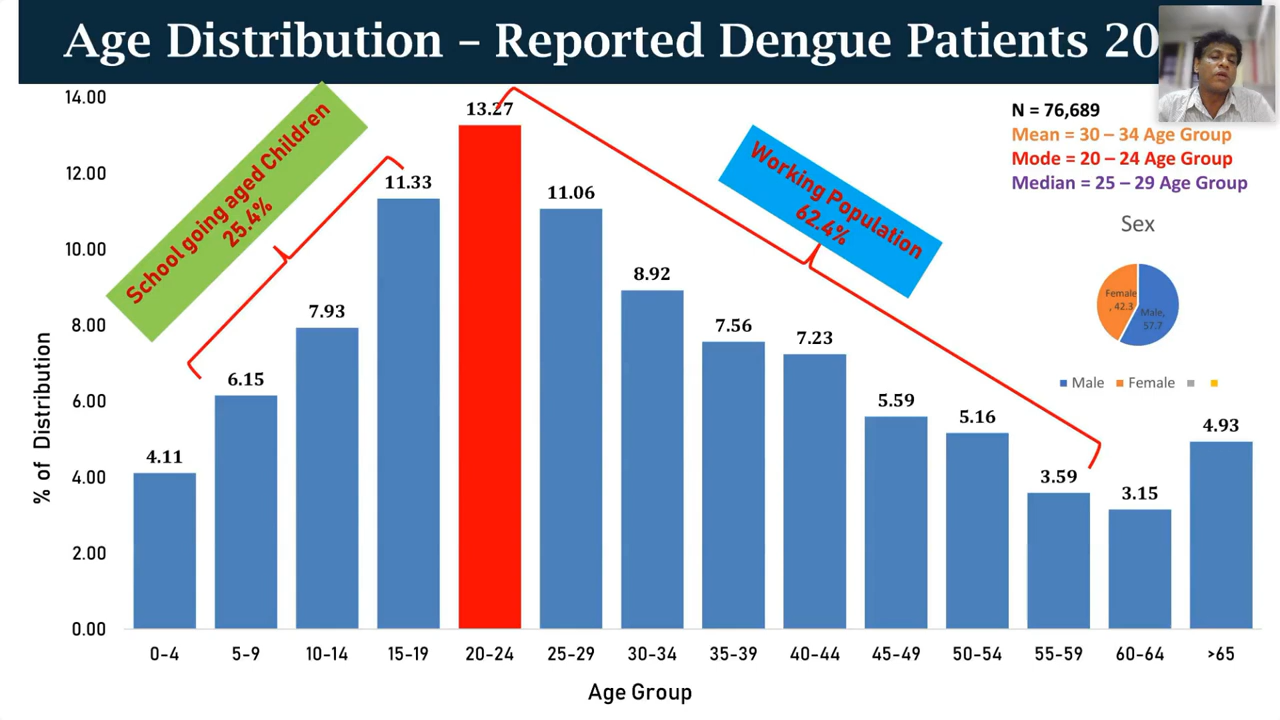 Age Distribution – Reported Dengue Patients 20
14.00
12.00
10.00
8.00
6.00
4.00
2.00
0.00
% of Distribution
School going aged Children
25.4%
Working Population
62.4%
N = 76,689
Mean = 30 – 34 Age Group
Mode = 20 – 24 Age Group
Median = 25 – 29 Age Group
Sex
Female
, 42.3
Male,
57.7
Male Female
4.11
6.15
7.93
11.33
13.27
11.06
8.92
7.56
7.23
5.59
5.16
3.59
3.15
4.93
0-4 5-9 10-14 15-19 20-24 25-29 30-34 35-39 40-44 45-49 50-54 55-59 60-64 >65
Age Group